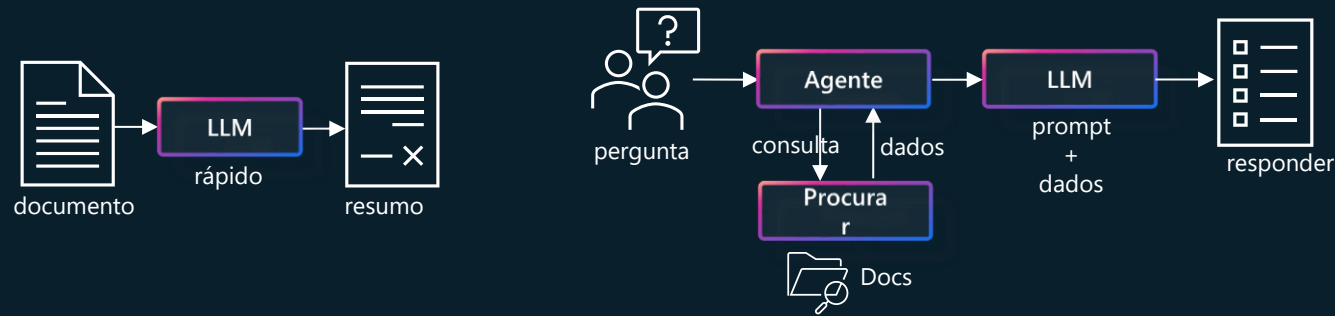 documento
LLM
rápido
resumo
?
pergunta
Agente
consulta
dados
Procura
r
Docs
LLM
prompt
+
dados
responder